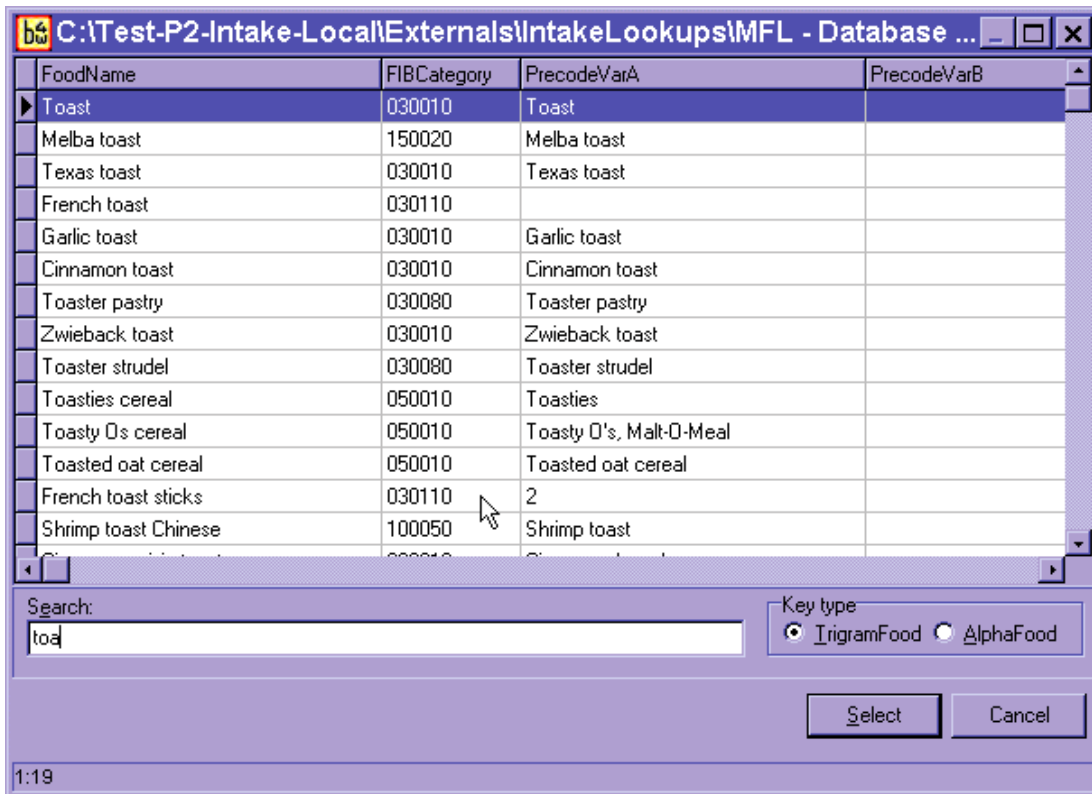 C:\Test-P2-Intake-Local\Externals\IntakeLookups\MFL - Database ...
FoodName FIBCategory PrecodeVarA PrecodeVarB
Toast 030010 Toast
Melba toast 150020 Melba toast
Texas toast 030010 Texas toast
French toast 030110
Garlic toast 030010 Garlic toast
Cinnamon toast 030010 Cinnamon toast
Toaster pastry 030080 Toaster pastry
Zwieback toast 030010 Zwieback toast
Toaster strudel 030080 Toaster strudel
Toasties cereal 050010 Toasties
Toasty Os cereal 050010 Toasty O's, Malt-O-Meal
Toasted oat cereal 050010 Toasted oat cereal
French toast sticks 030110 2
Shrimp toast Chinese 100050 Shrimp toast
Search: Key type
toa TrigramFood AlphaFood
Select Cancel
1:19